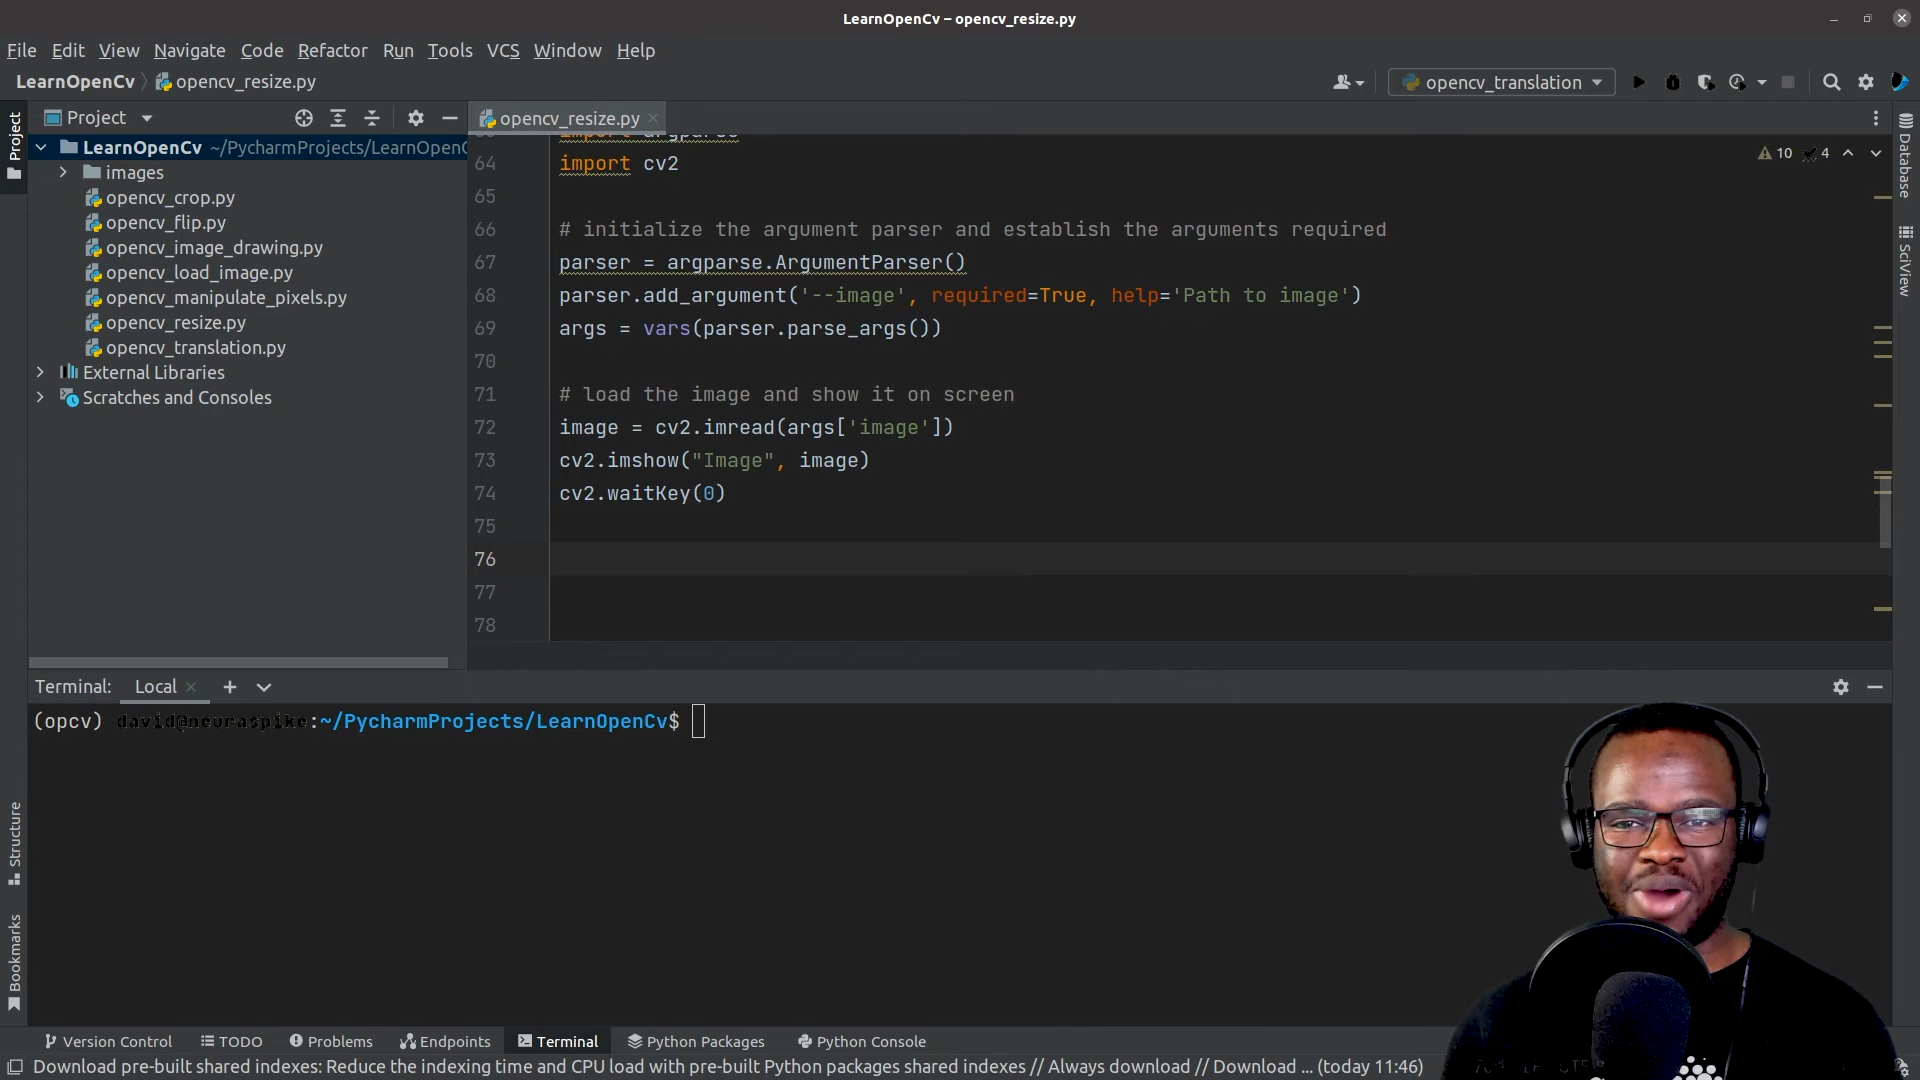 LearnOpenCv – opencv_resize.py
File Edit View Navigate Code Refactor Run Tools VCS Window Help
LearnOpenCv opencv_resize.py
opencv_translation
Project
Project
opencv_resize.py
Database
SciView
LearnOpenCv ~/PycharmProjects/LearnOpenC
images
opencv_crop.py
opencv_flip.py
opencv_image_drawing.py
opencv_load_image.py
opencv_manipulate_pixels.py
opencv_resize.py
opencv_translation.py
External Libraries
Scratches and Consoles
10 4
import argparse
64 import cv2
65
66 # initialize the argument parser and establish the arguments required
67 parser = argparse.ArgumentParser()
68 parser.add_argument('--image', required=True, help='Path to image')
69 args = vars(parser.parse_args())
70
71 # load the image and show it on screen
72 image = cv2.imread(args['image'])
73 cv2.imshow("Image", image)
74 cv2.waitKey(0)
75
76
77
78
Terminal: Local
(opcv) david@neuraspike:~/PycharmProjects/LearnOpenCv$
Structure
Bookmarks
Version Control TODO Problems Endpoints Terminal Python Packages Python Console
Download pre-built shared indexes: Reduce the indexing time and CPU load with pre-built Python packages shared indexes // Always download // Download ... (today 11:46)